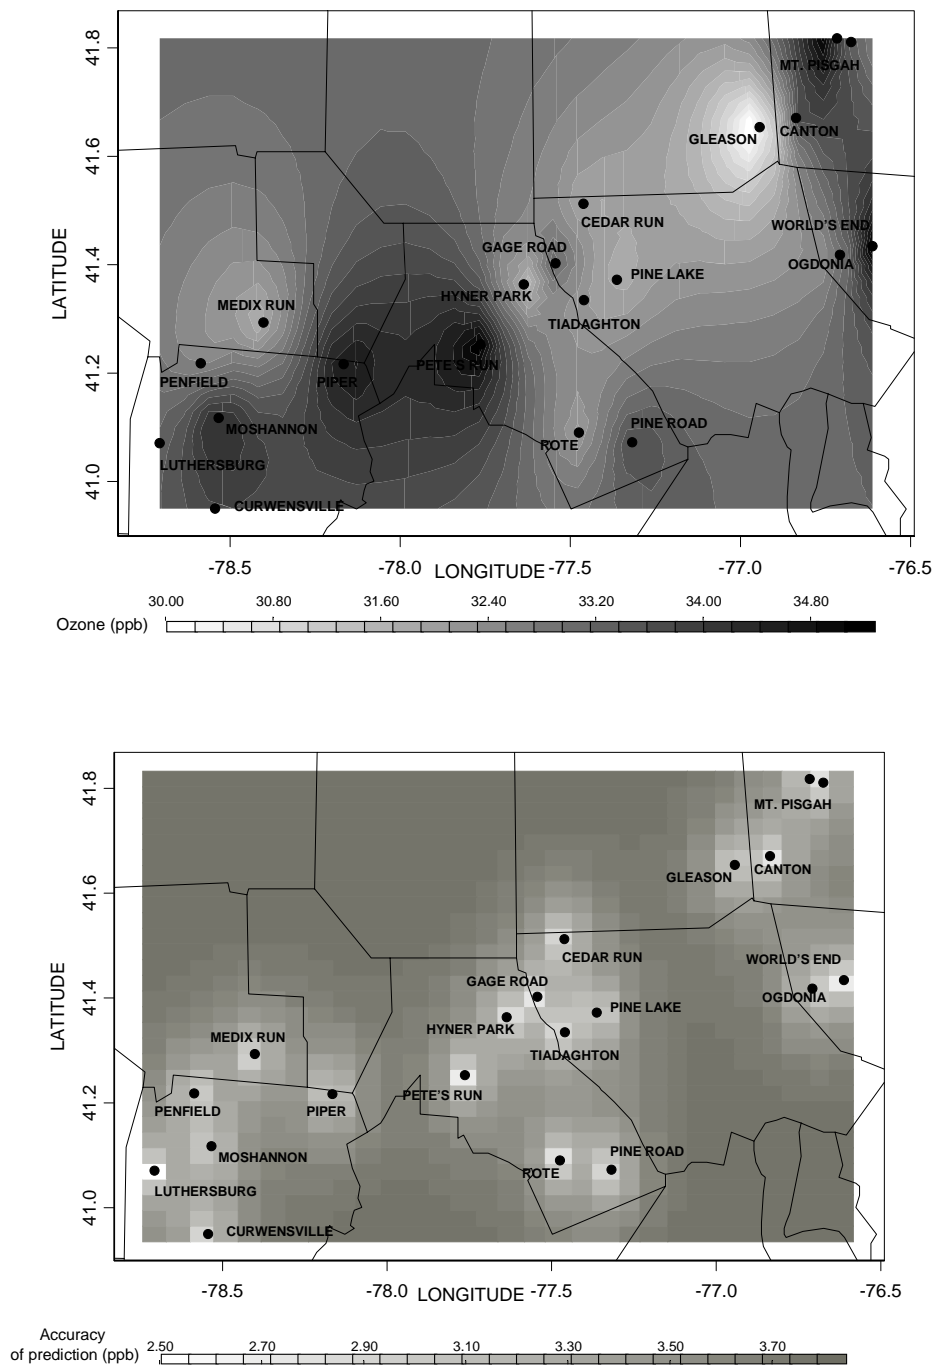 41.8
MT. PISGAH
GLEASON
CANTON
41.6
CEDAR RUN
WORLD'S END
GAGE ROAD
OGDONIA
41.4
PINE LAKE
HYNER PARK
MEDIX RUN
TIADAGHTON
LATITUDE
PETE'S RUN
PENFIELD
PIPER
41.2
MOSHANNON
PINE ROAD
ROTE
LUTHERSBURG
41.0
CURWENSVILLE
-78.5 -78.0 LONGITUDE -77.5 -77.0 -76.5
30.00 30.80 31.60 32.40 33.20 34.00 34.80
Ozone (ppb)
41.8
MT. PISGAH
GLEASON
CANTON
41.6
CEDAR RUN
WORLD'S END
GAGE ROAD
OGDONIA
41.4
PINE LAKE
HYNER PARK
MEDIX RUN
TIADAGHTON
LATITUDE
PETE'S RUN
PENFIELD
PIPER
41.2
MOSHANNON
PINE ROAD
ROTE
LUTHERSBURG
41.0
CURWENSVILLE
-78.5 -78.0 LONGITUDE -77.5 -77.0 -76.5
Accuracy
of prediction (ppb)
2.50 2.70 2.90 3.10 3.30 3.50 3.70